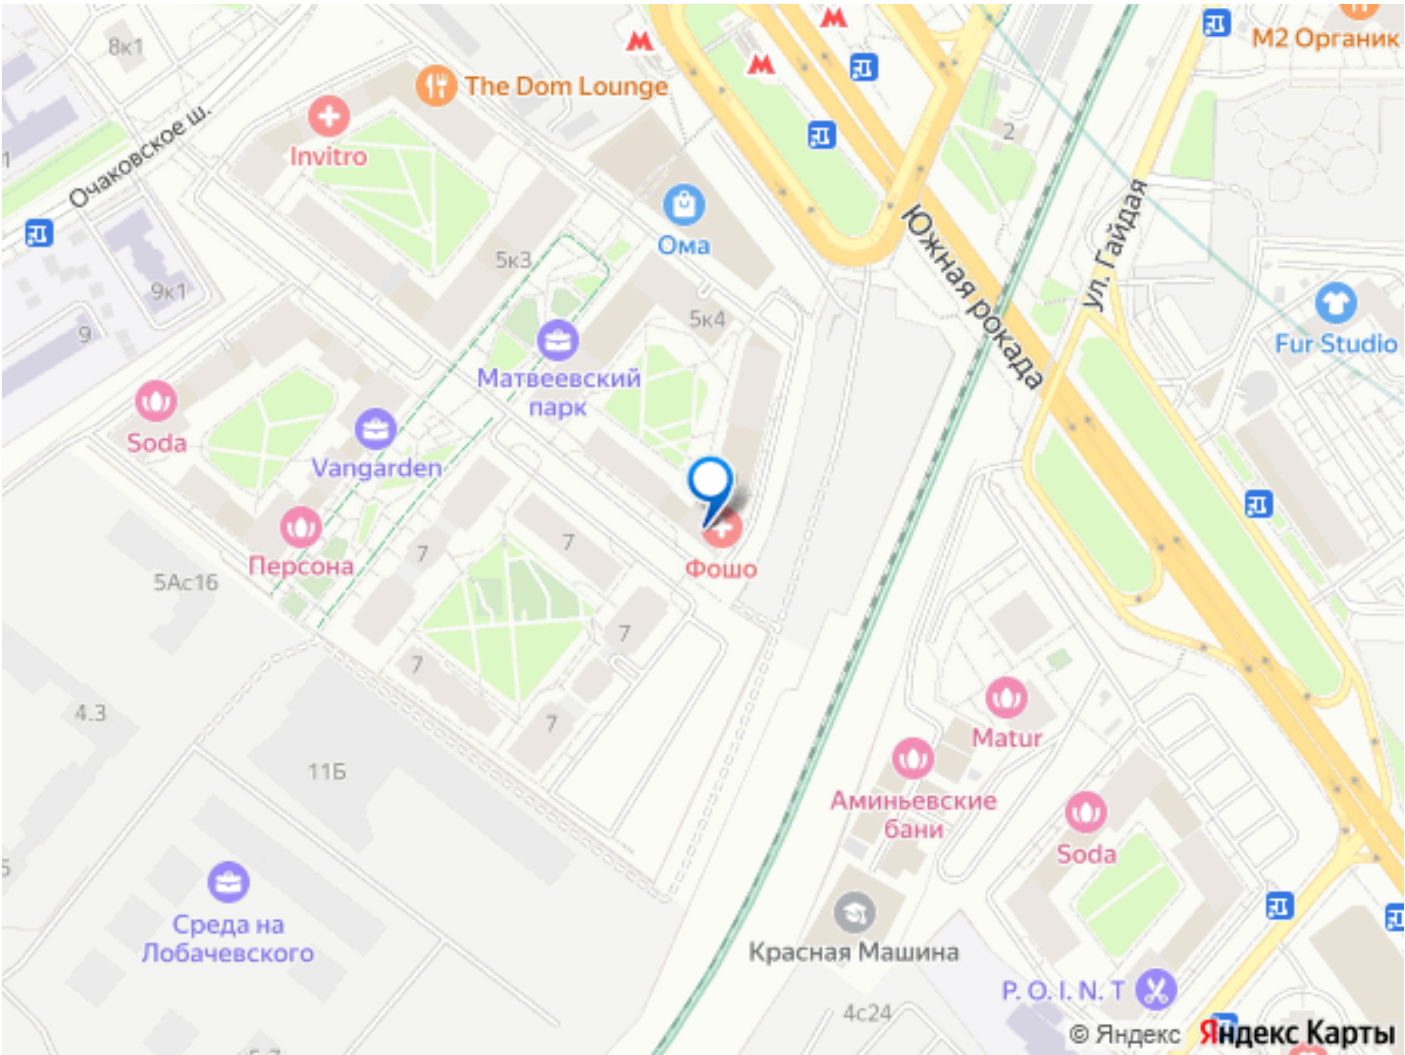 8к1
М2 Органик
The Dom Lounge
Очаковское ш.
Invitro
2
1
ул. Гайдая
Южная рокада
Ома
5к3
9к1
9
5к4
Fur Studio
Матвеевский
парк
Soda
Vangarden
Персона
7
7
Фошо
5Ас16
7
7
7
4.3
11Б
Matur
Аминьевские
бани
Soda
Среда на
Лобачевского
Красная Машина
P.O.I.N.T
4с24
© Яндекс Яндекс Карты